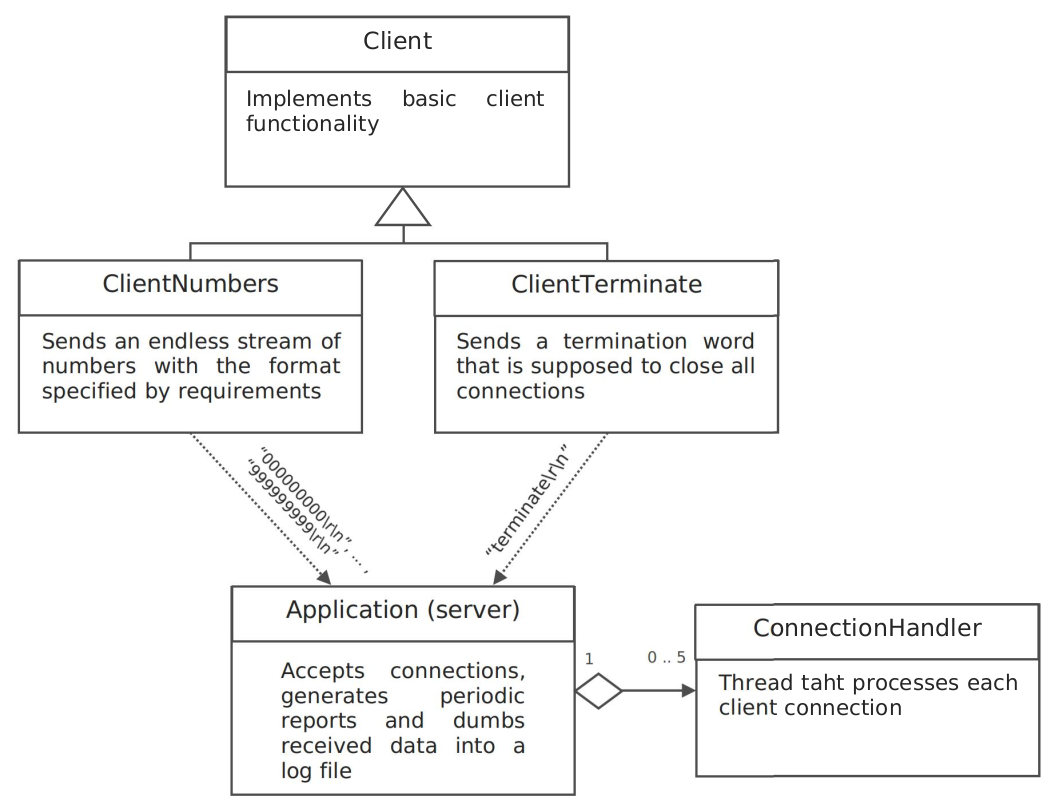 Client
Implements basic client
functionality
ClientNumbers
Sends an endless stream of
numbers with the format
specified by requirements
ClientTerminate
Sends a termination word
that is supposed to close all
connections
“000000000\r\n”, ...,
“999999999\r\n”
“terminate\r\n”
Application (server)
Accepts connections,
generates periodic
reports and dumbs
received data into a
log file
1
0 .. 5
ConnectionHandler
Thread taht processes each
client connection